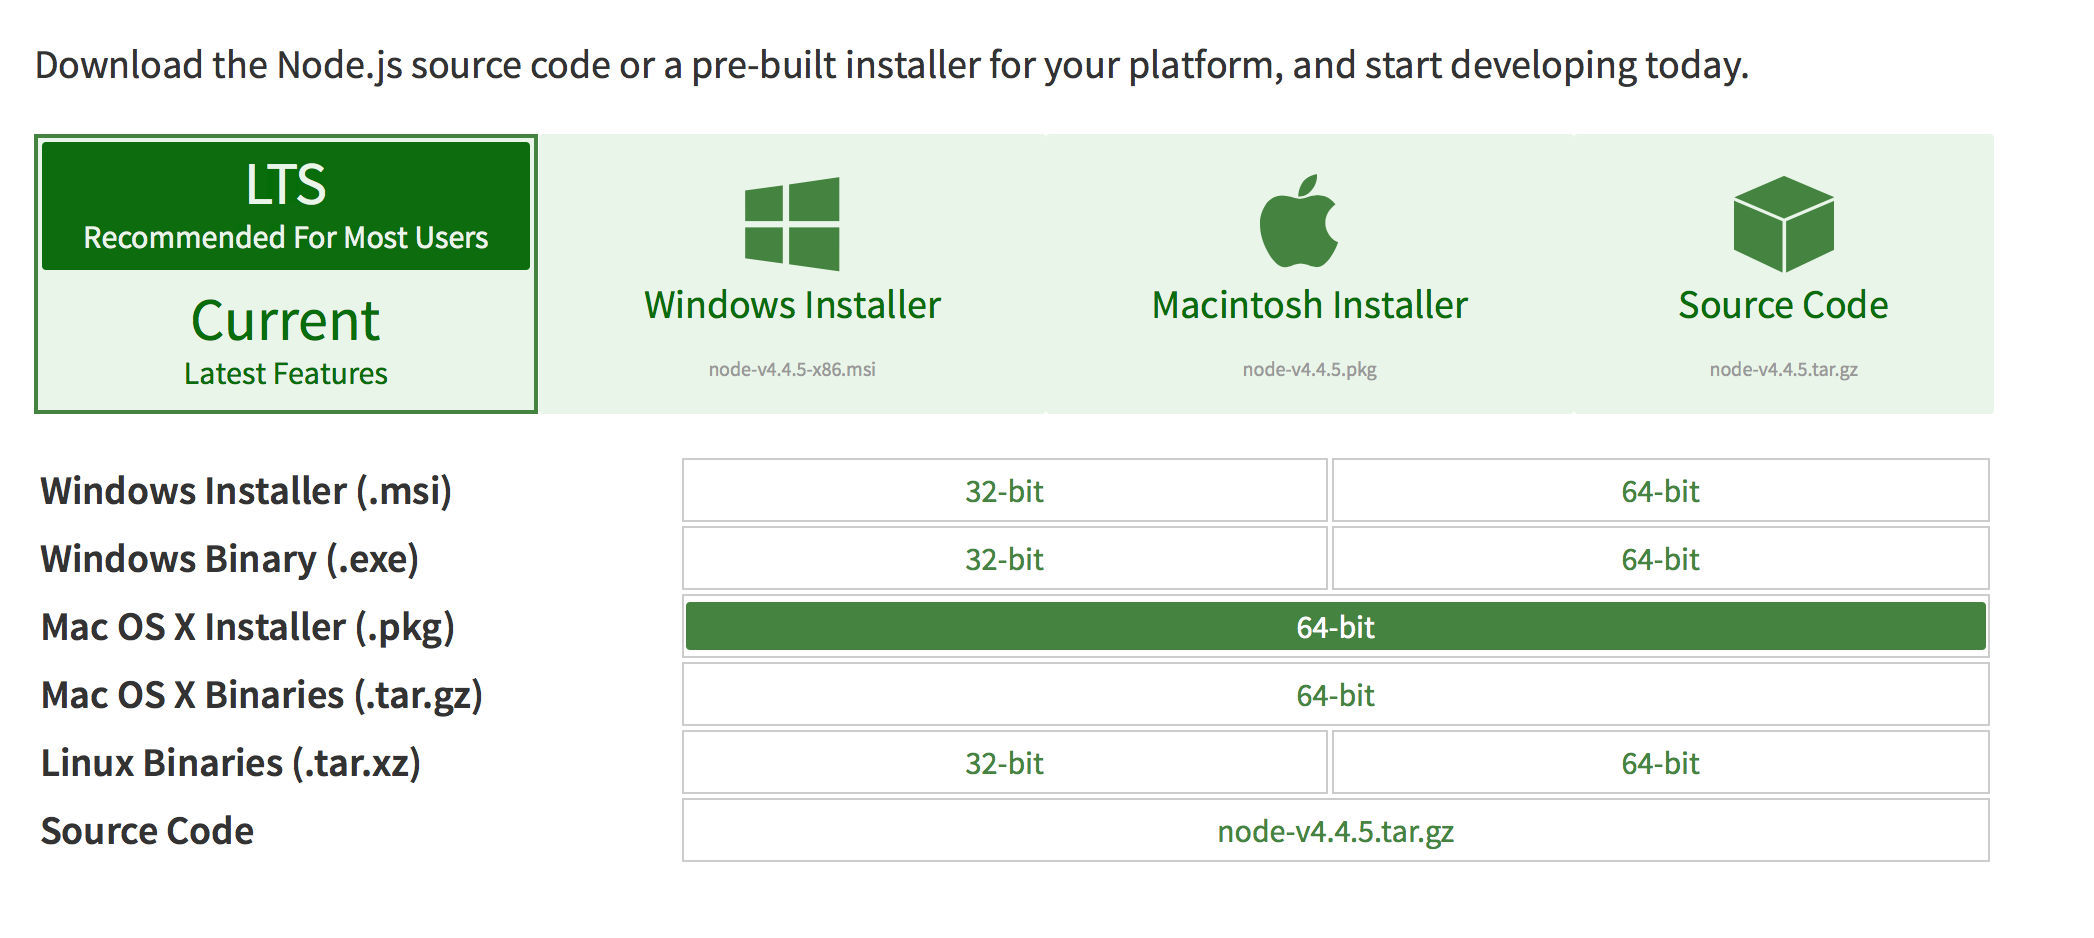 Download the Node.js source code or a pre-built installer for your platform, and start developing today.
LTS
Recommended For Most Users
Current
Latest Features
Windows Installer
node-v4.4.5-x86.msi
Macintosh Installer
node-v4.4.5.pkg
Source Code
node-v4.4.5.tar.gz
Windows Installer (.msi) 32-bit 64-bit
Windows Binary (.exe) 32-bit 64-bit
Mac OS X Installer (.pkg) 64-bit
Mac OS X Binaries (.tar.gz) 64-bit
Linux Binaries (.tar.xz) 32-bit 64-bit
Source Code node-v4.4.5.tar.gz